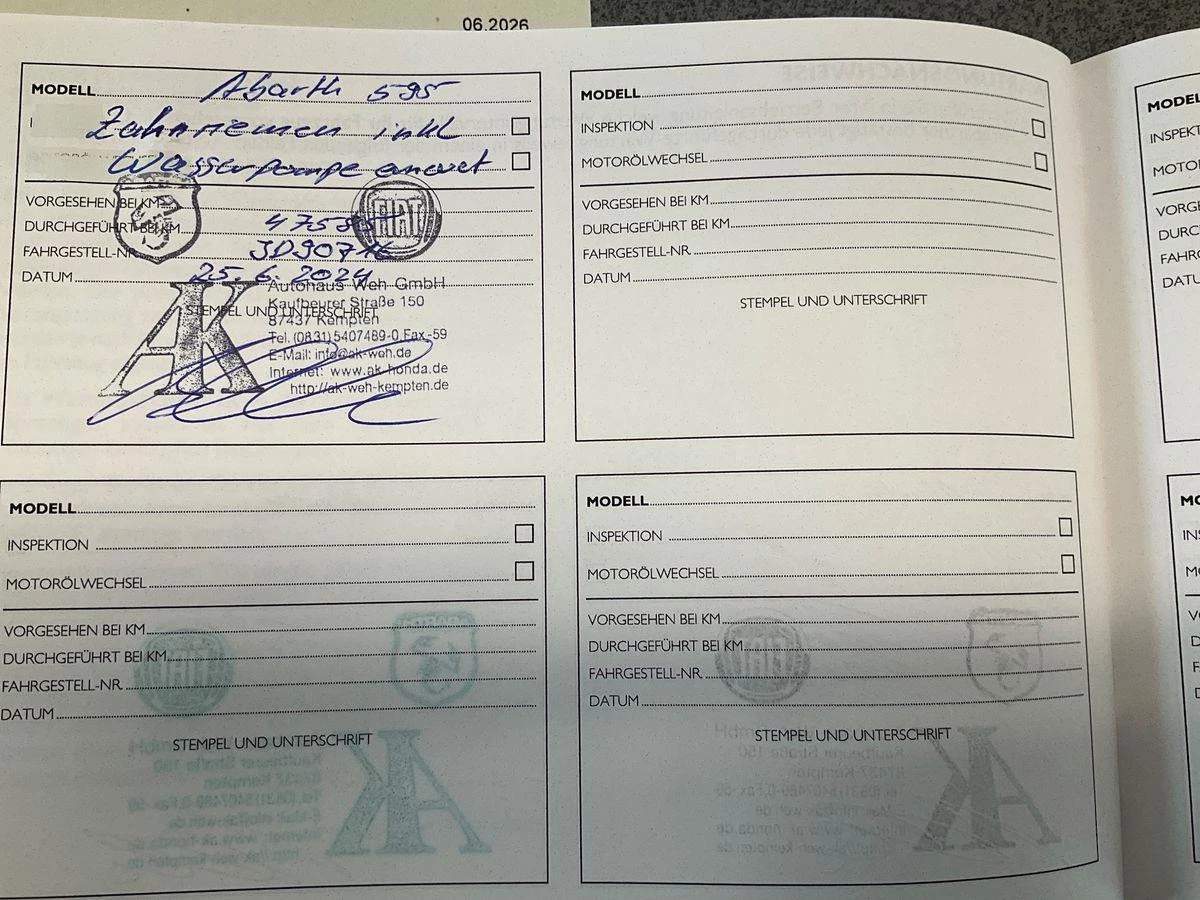 06.2026
MODELL Abarth 595
Zahnriemen inkl
Wasserpumpe erneuert
VORGESEHEN BEI KM
DURCHGEFÜHRT BEI KM 47585
FIAT
FAHRGESTELL-NR. JD90716
DATUM 25.6.2024
STEMPEL UND UNTERSCHRIFT
AK
Autohaus Weh GmbH
Kaufbeurer Straße 150
87437 Kempten
Tel. (0831) 5407489-0 Fax -59
E-Mail: info@ak-weh.de
Internet: www.ak-honda.de
http://ak-weh-kempten.de
MODELL
INSPEKTION
MOTORÖLWECHSEL
VORGESEHEN BEI KM
DURCHGEFÜHRT BEI KM
FAHRGESTELL-NR.
DATUM
STEMPEL UND UNTERSCHRIFT
MODELL
INSPEKTION
MOTORÖLWECHSEL
VORGESEHEN BEI KM
DURCHGEFÜHRT BEI KM
FAHRGESTELL-NR.
DATUM
STEMPEL UND UNTERSCHRIFT
MODELL
INSPEKTION
MOTORÖLWECHSEL
VORGESEHEN BEI KM
DURCHGEFÜHRT BEI KM
FAHRGESTELL-NR.
DATUM
STEMPEL UND UNTERSCHRIFT